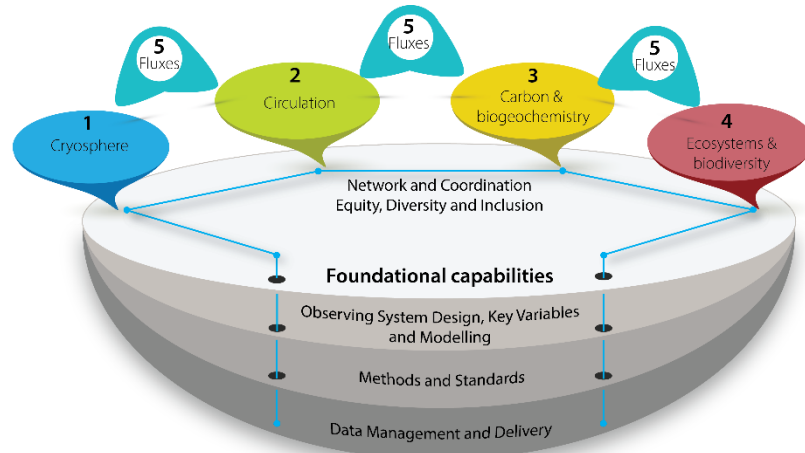 5
Fluxes
5
Fluxes
5
Fluxes
1
Cryosphere
2
Circulation
3
Carbon &
biogeochemistry
4
Ecosystems &
biodiversity
Network and Coordination
Equity, Diversity and Inclusion
Foundational capabilities
Observing System Design, Key Variables
and Modelling
Methods and Standards
Data Management and Delivery